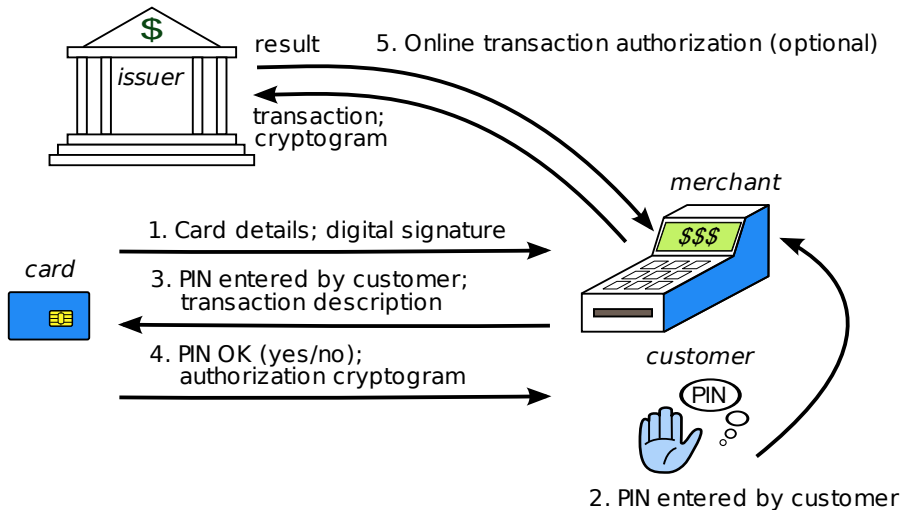 $
issuer
result
5. Online transaction authorization (optional)
transaction;
cryptogram
merchant
$$$
1. Card details; digital signature
card
3. PIN entered by customer;
transaction description
4. PIN OK (yes/no);
authorization cryptogram
customer
PIN
2. PIN entered by customer